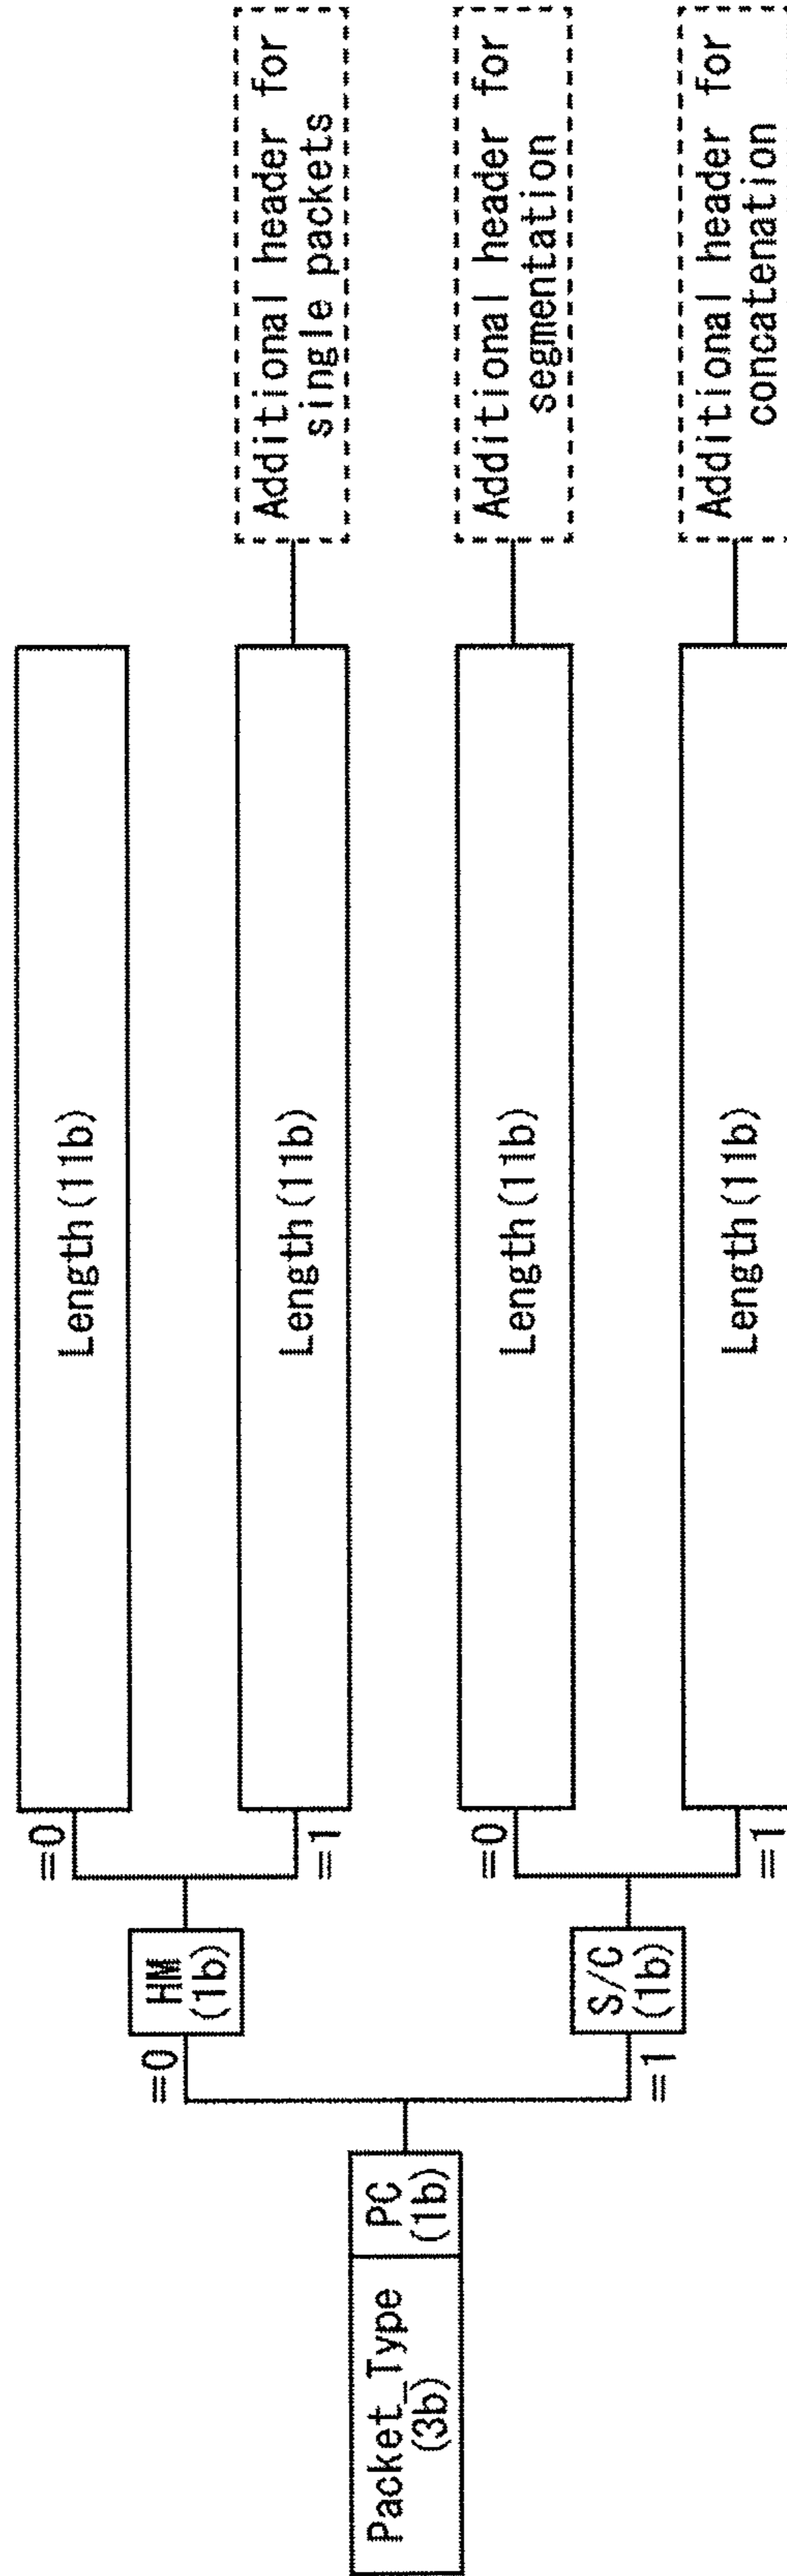 Packet_Type
(3b)
PC
(1b)
=0
HM
(1b)
=0
Length(11b)
=1
Length(11b)
Additional header for
single packets
=1
S/C
(1b)
=0
Length(11b)
Additional header for
segmentation
=1
Length(11b)
Additional header for
concatenation